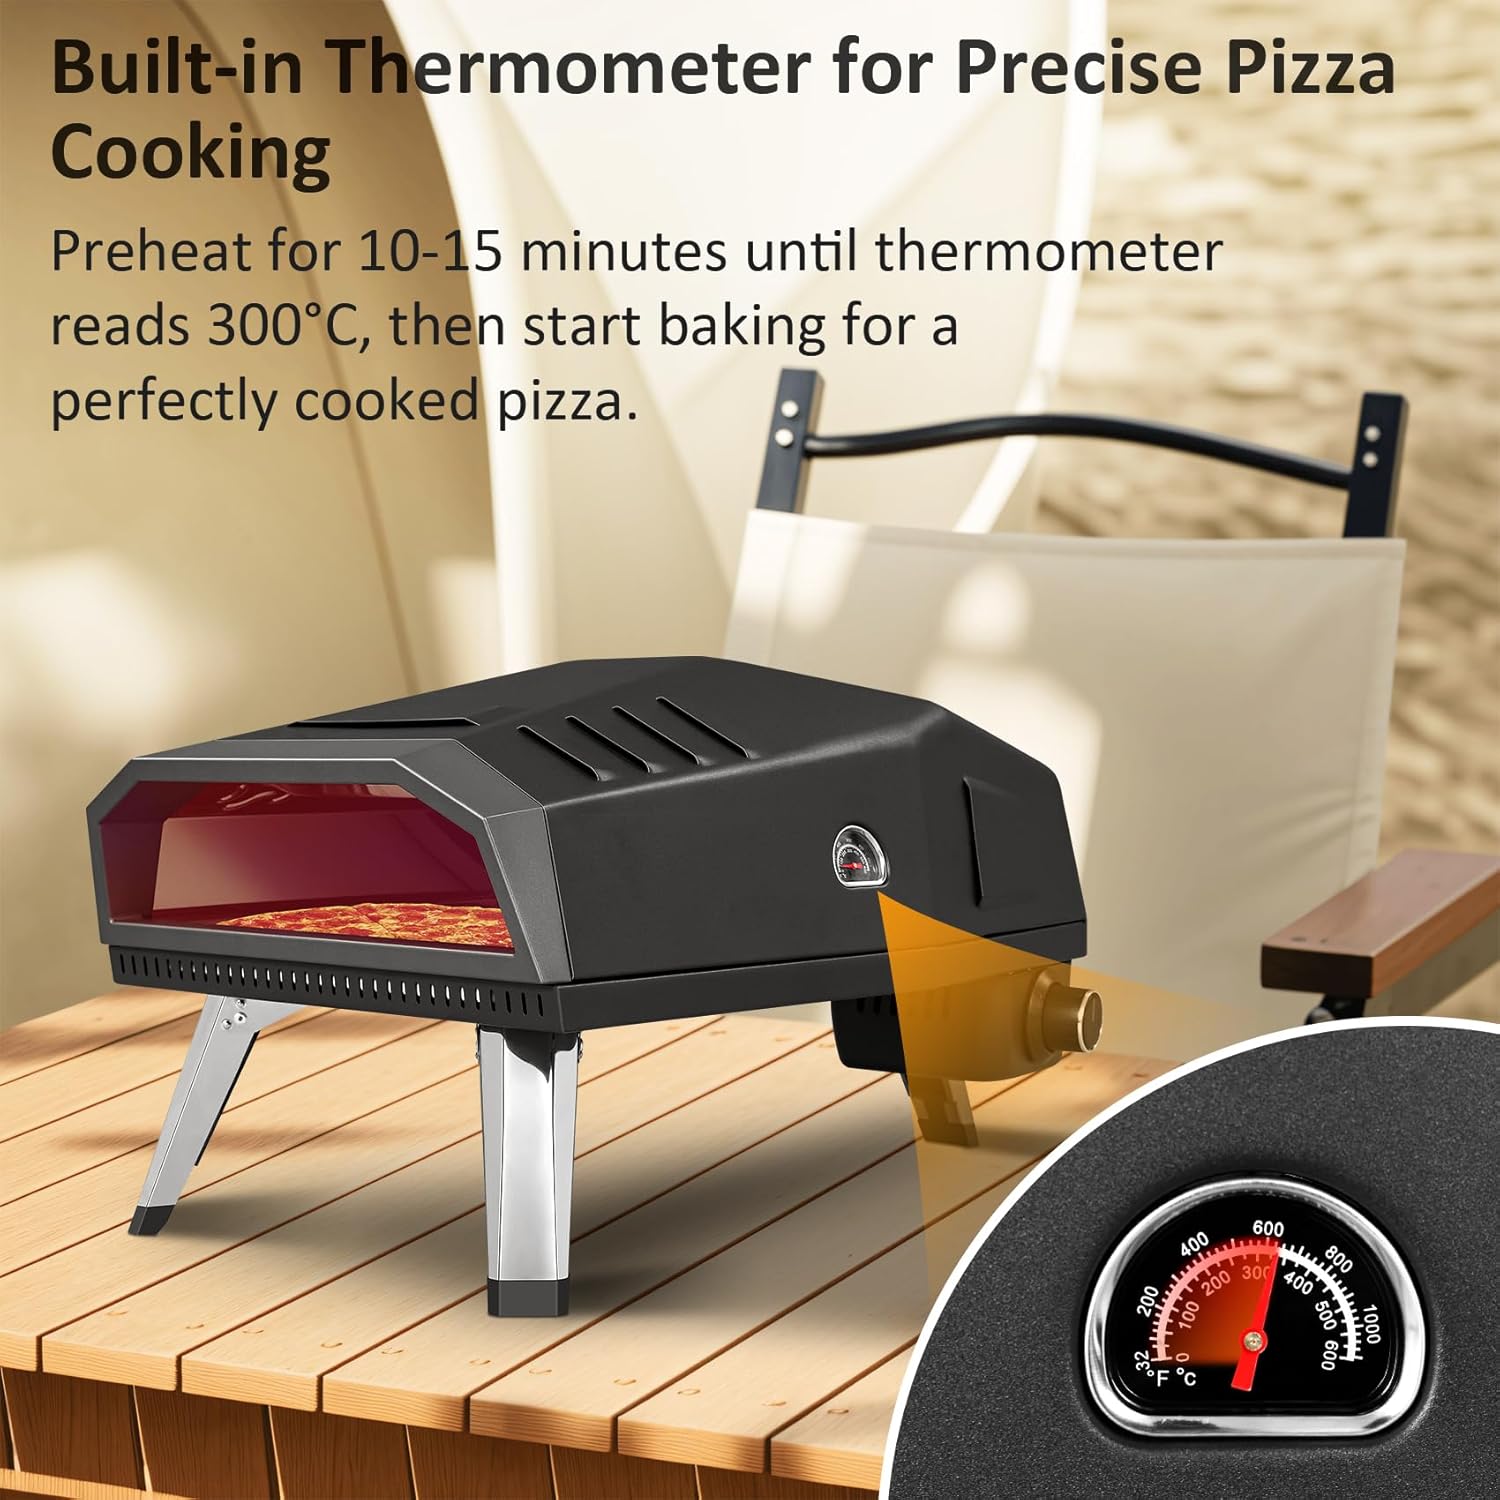 Built-in Thermometer for Precise Pizza
Cooking
Preheat for 10-15 minutes until thermometer
reads 300°C, then start baking for a
perfectly cooked pizza.
32 200 400 600 800 1000
0 100 200 300 400 500 600
°F °C